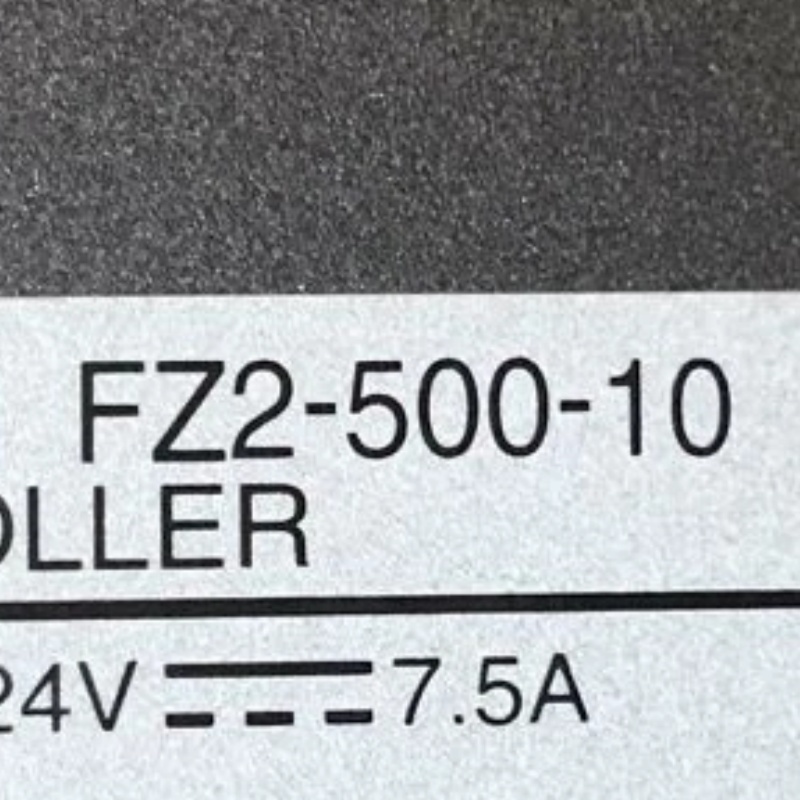 FZ2-500-10
OLLER
24V ⎓ 7.5A